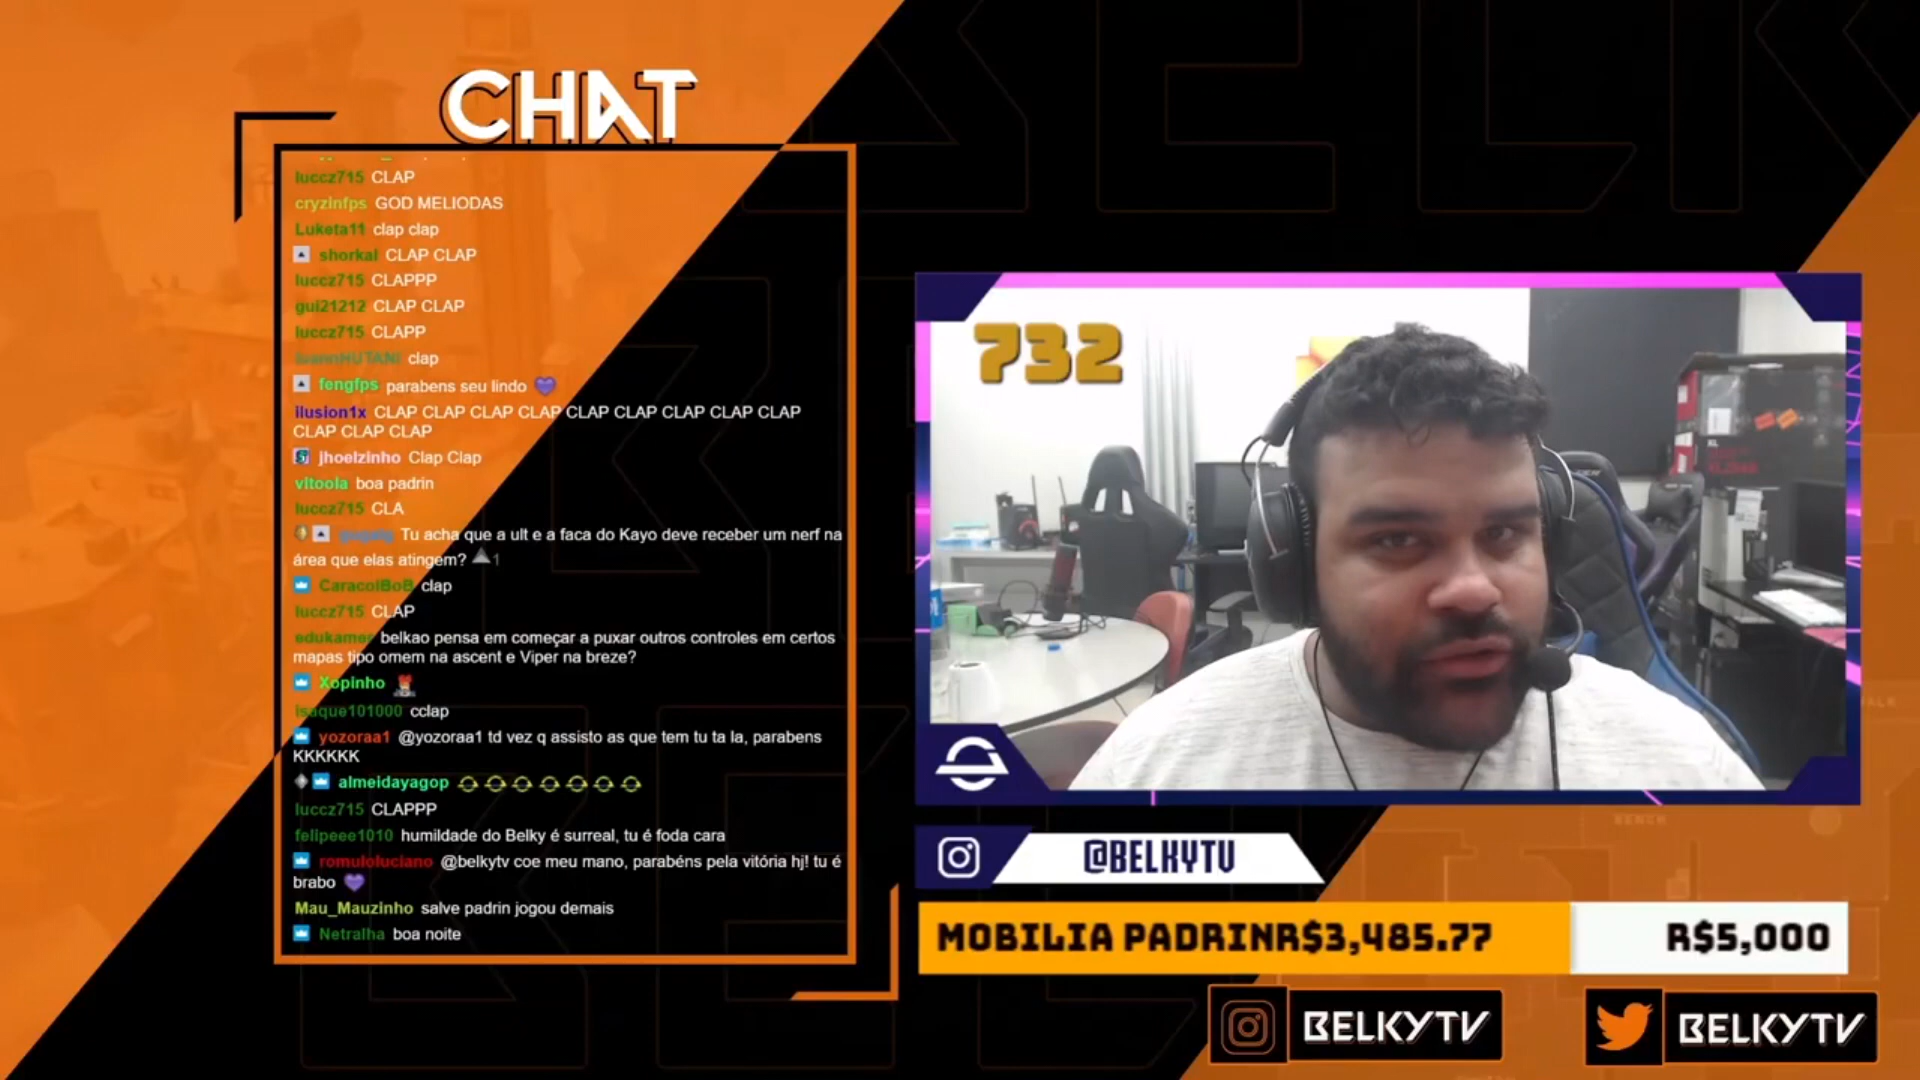 CHAT
luccz715 CLAP
cryzinfps GOD MELIODAS
Luketa11 clap clap
shorkal CLAP CLAP
luccz715 CLAPPP
gui21212 CLAP CLAP
luccz715 CLAPP
clap
fengfps parabens seu lindo
ilusion1x CLAP CLAP CLAP CLAP CLAP CLAP CLAP CLAP CLAP
CLAP CLAP CLAP
jhoelzinho Clap Clap
vltoola boa padrin
luccz715 CLA
Tu acha que a ult e a faca do Kayo deve receber um nerf na
área que elas atingem? 1
CaracolBoB clap
luccz715 CLAP
edukamer belkao pensa em começar a puxar outros controles em certos
mapas tipo omem na ascent e Viper na breze?
Xopinho
isaque101000 cclap
yozoraa1 @yozoraa1 td vez q assisto as que tem tu ta la, parabens
KKKKKK
almeidayagop
luccz715 CLAPPP
felipeee1010 humildade do Belky é surreal, tu é foda cara
romuloluciano @belkytv coe meu mano, parabéns pela vitória hj! tu é
brabo
Mau_Mauzinho salve padrin jogou demais
Netralha boa noite
732
@BELKYTV
MOBILIA PADRINR$3,485.77 R$5,000
BELKYTV BELKYTV